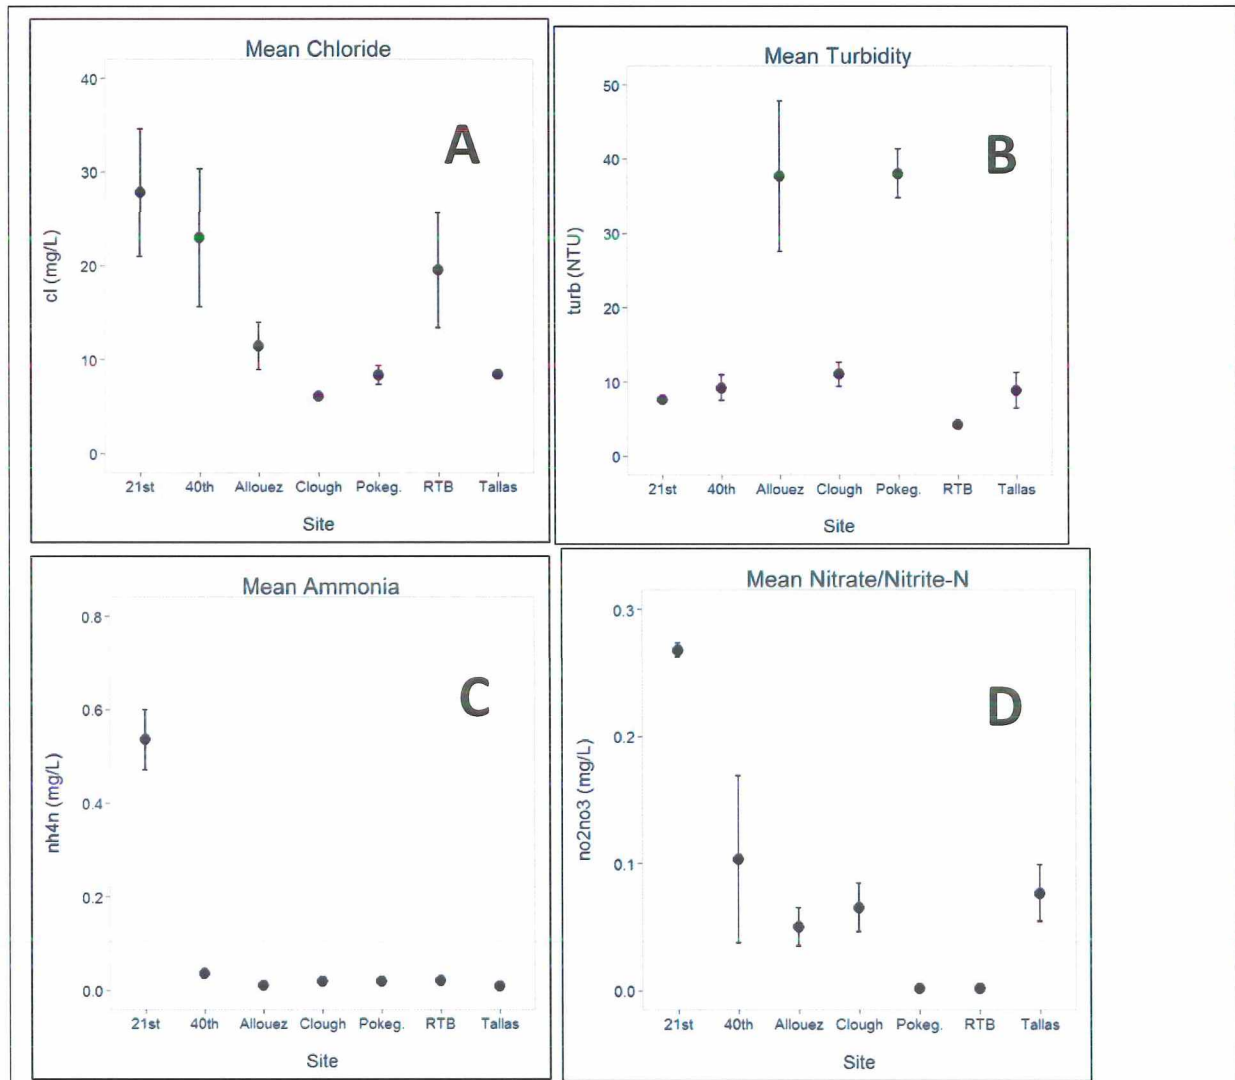 Mean Chloride
A
40
30
20
10
0
cl (mg/L)
21st 40th Allouez Clough Pokeg. RTB Tallas
Site
Mean Turbidity
B
50
40
30
20
10
0
turb (NTU)
21st 40th Allouez Clough Pokeg. RTB Tallas
Site
Mean Ammonia
C
0.8
0.6
0.4
0.2
0.0
nh4n (mg/L)
21st 40th Allouez Clough Pokeg. RTB Tallas
Site
Mean Nitrate/Nitrite-N
D
0.3
0.2
0.1
0.0
no2no3 (mg/L)
21st 40th Allouez Clough Pokeg. RTB Tallas
Site